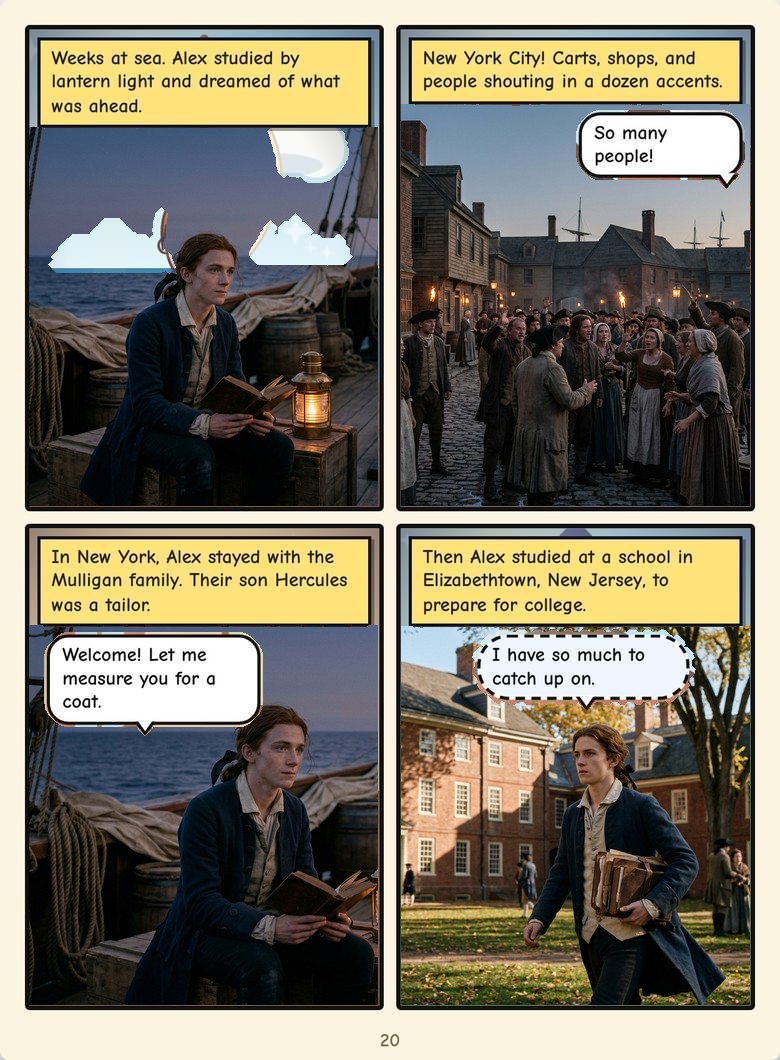 Weeks at sea. Alex studied by
lantern light and dreamed of what
was ahead.
New York City! Carts, shops, and
people shouting in a dozen accents.
So many
people!
In New York, Alex stayed with the
Mulligan family. Their son Hercules
was a tailor.
Welcome! Let me
measure you for a
coat.
Then Alex studied at a school in
Elizabethtown, New Jersey, to
prepare for college.
I have so much to
catch up on.
20